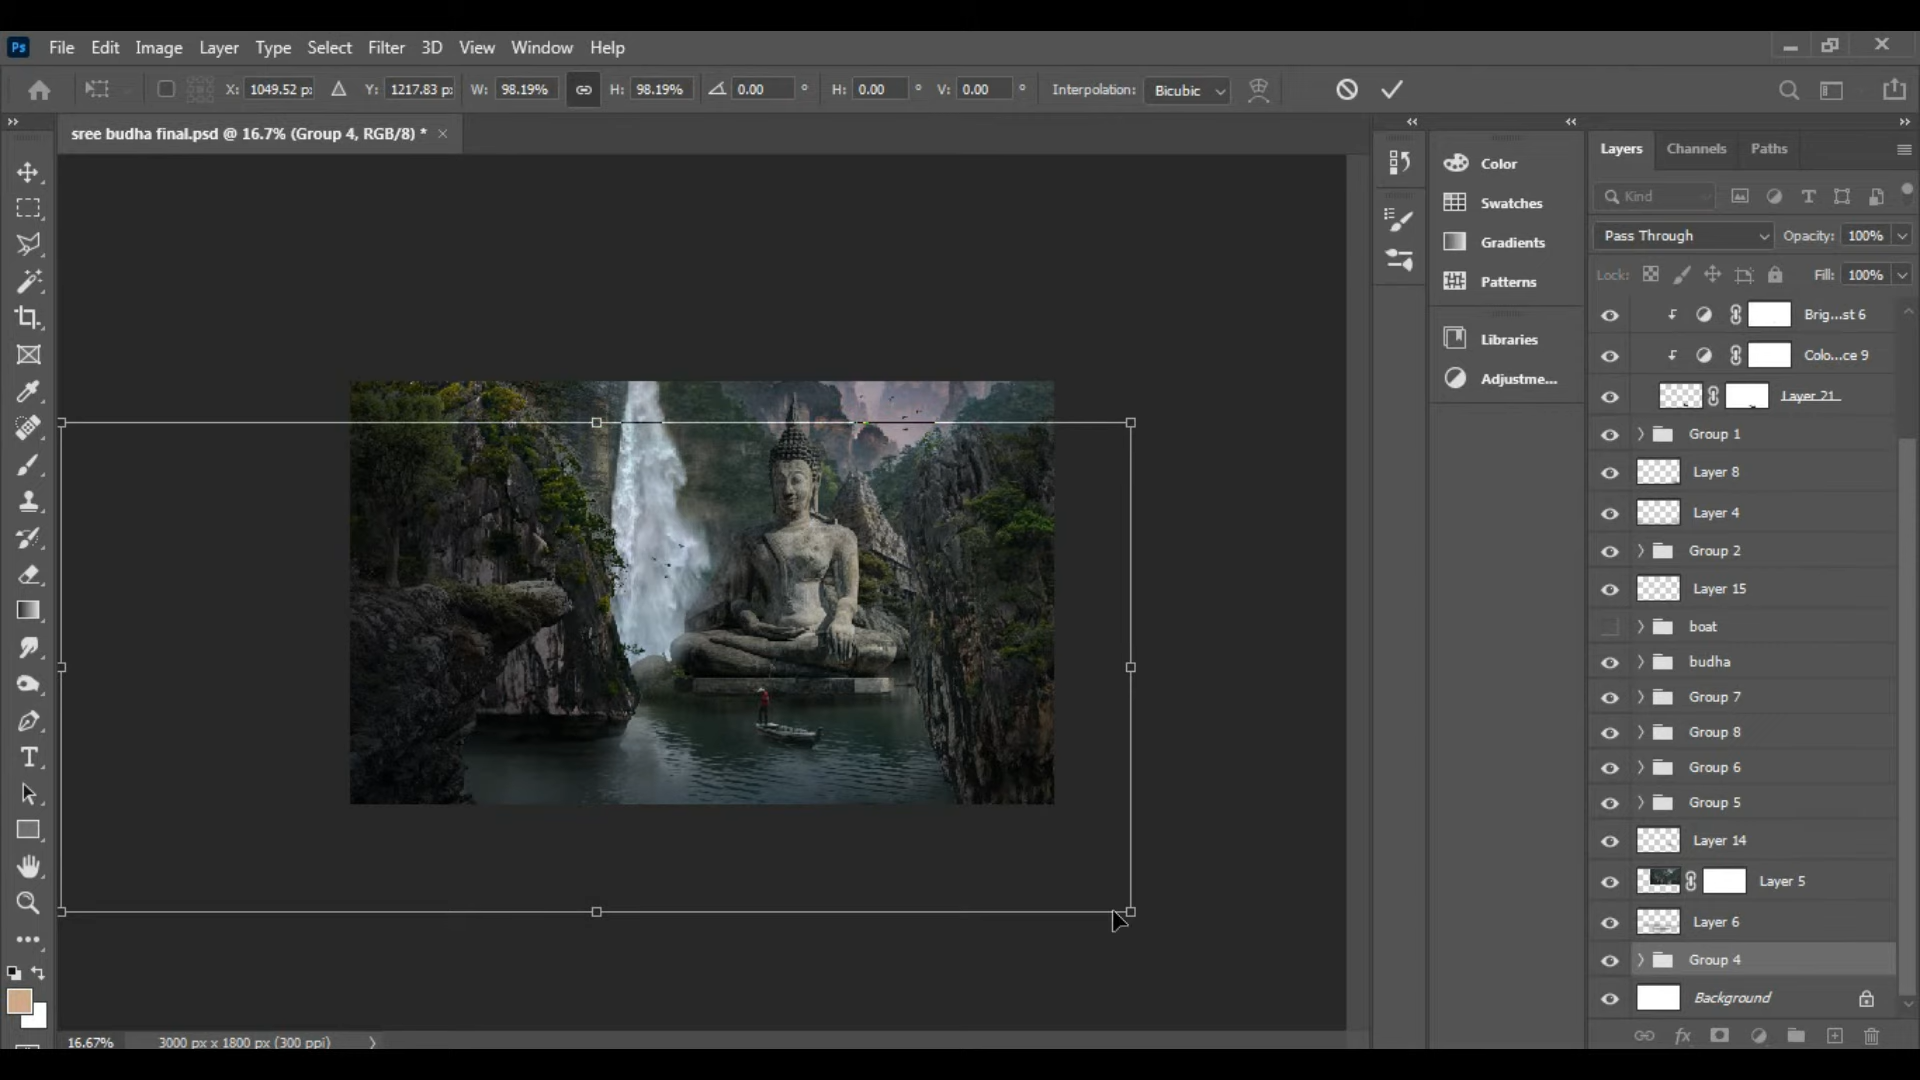 Ps File Edit Image Layer Type Select Filter 3D View Window Help
X: 1049.52 px Y: 1217.83 px W: 98.19% H: 98.19% 0.00 ° H: 0.00 ° V: 0.00 ° Interpolation: Bicubic
sree budha final.psd @ 16.7% (Group 4, RGB/8) * ×
Color
Swatches
Gradients
Patterns
Libraries
Adjustme...
Layers Channels Paths
Kind
Pass Through Opacity: 100%
Lock: Fill: 100%
Brig...st 6
Colo...ce 9
Layer 21
Group 1
Layer 8
Layer 4
Group 2
Layer 15
boat
budha
Group 7
Group 8
Group 6
Group 5
Layer 14
Layer 5
Layer 6
Group 4
Background
fx
16.67% 3000 px x 1800 px (300 ppi)